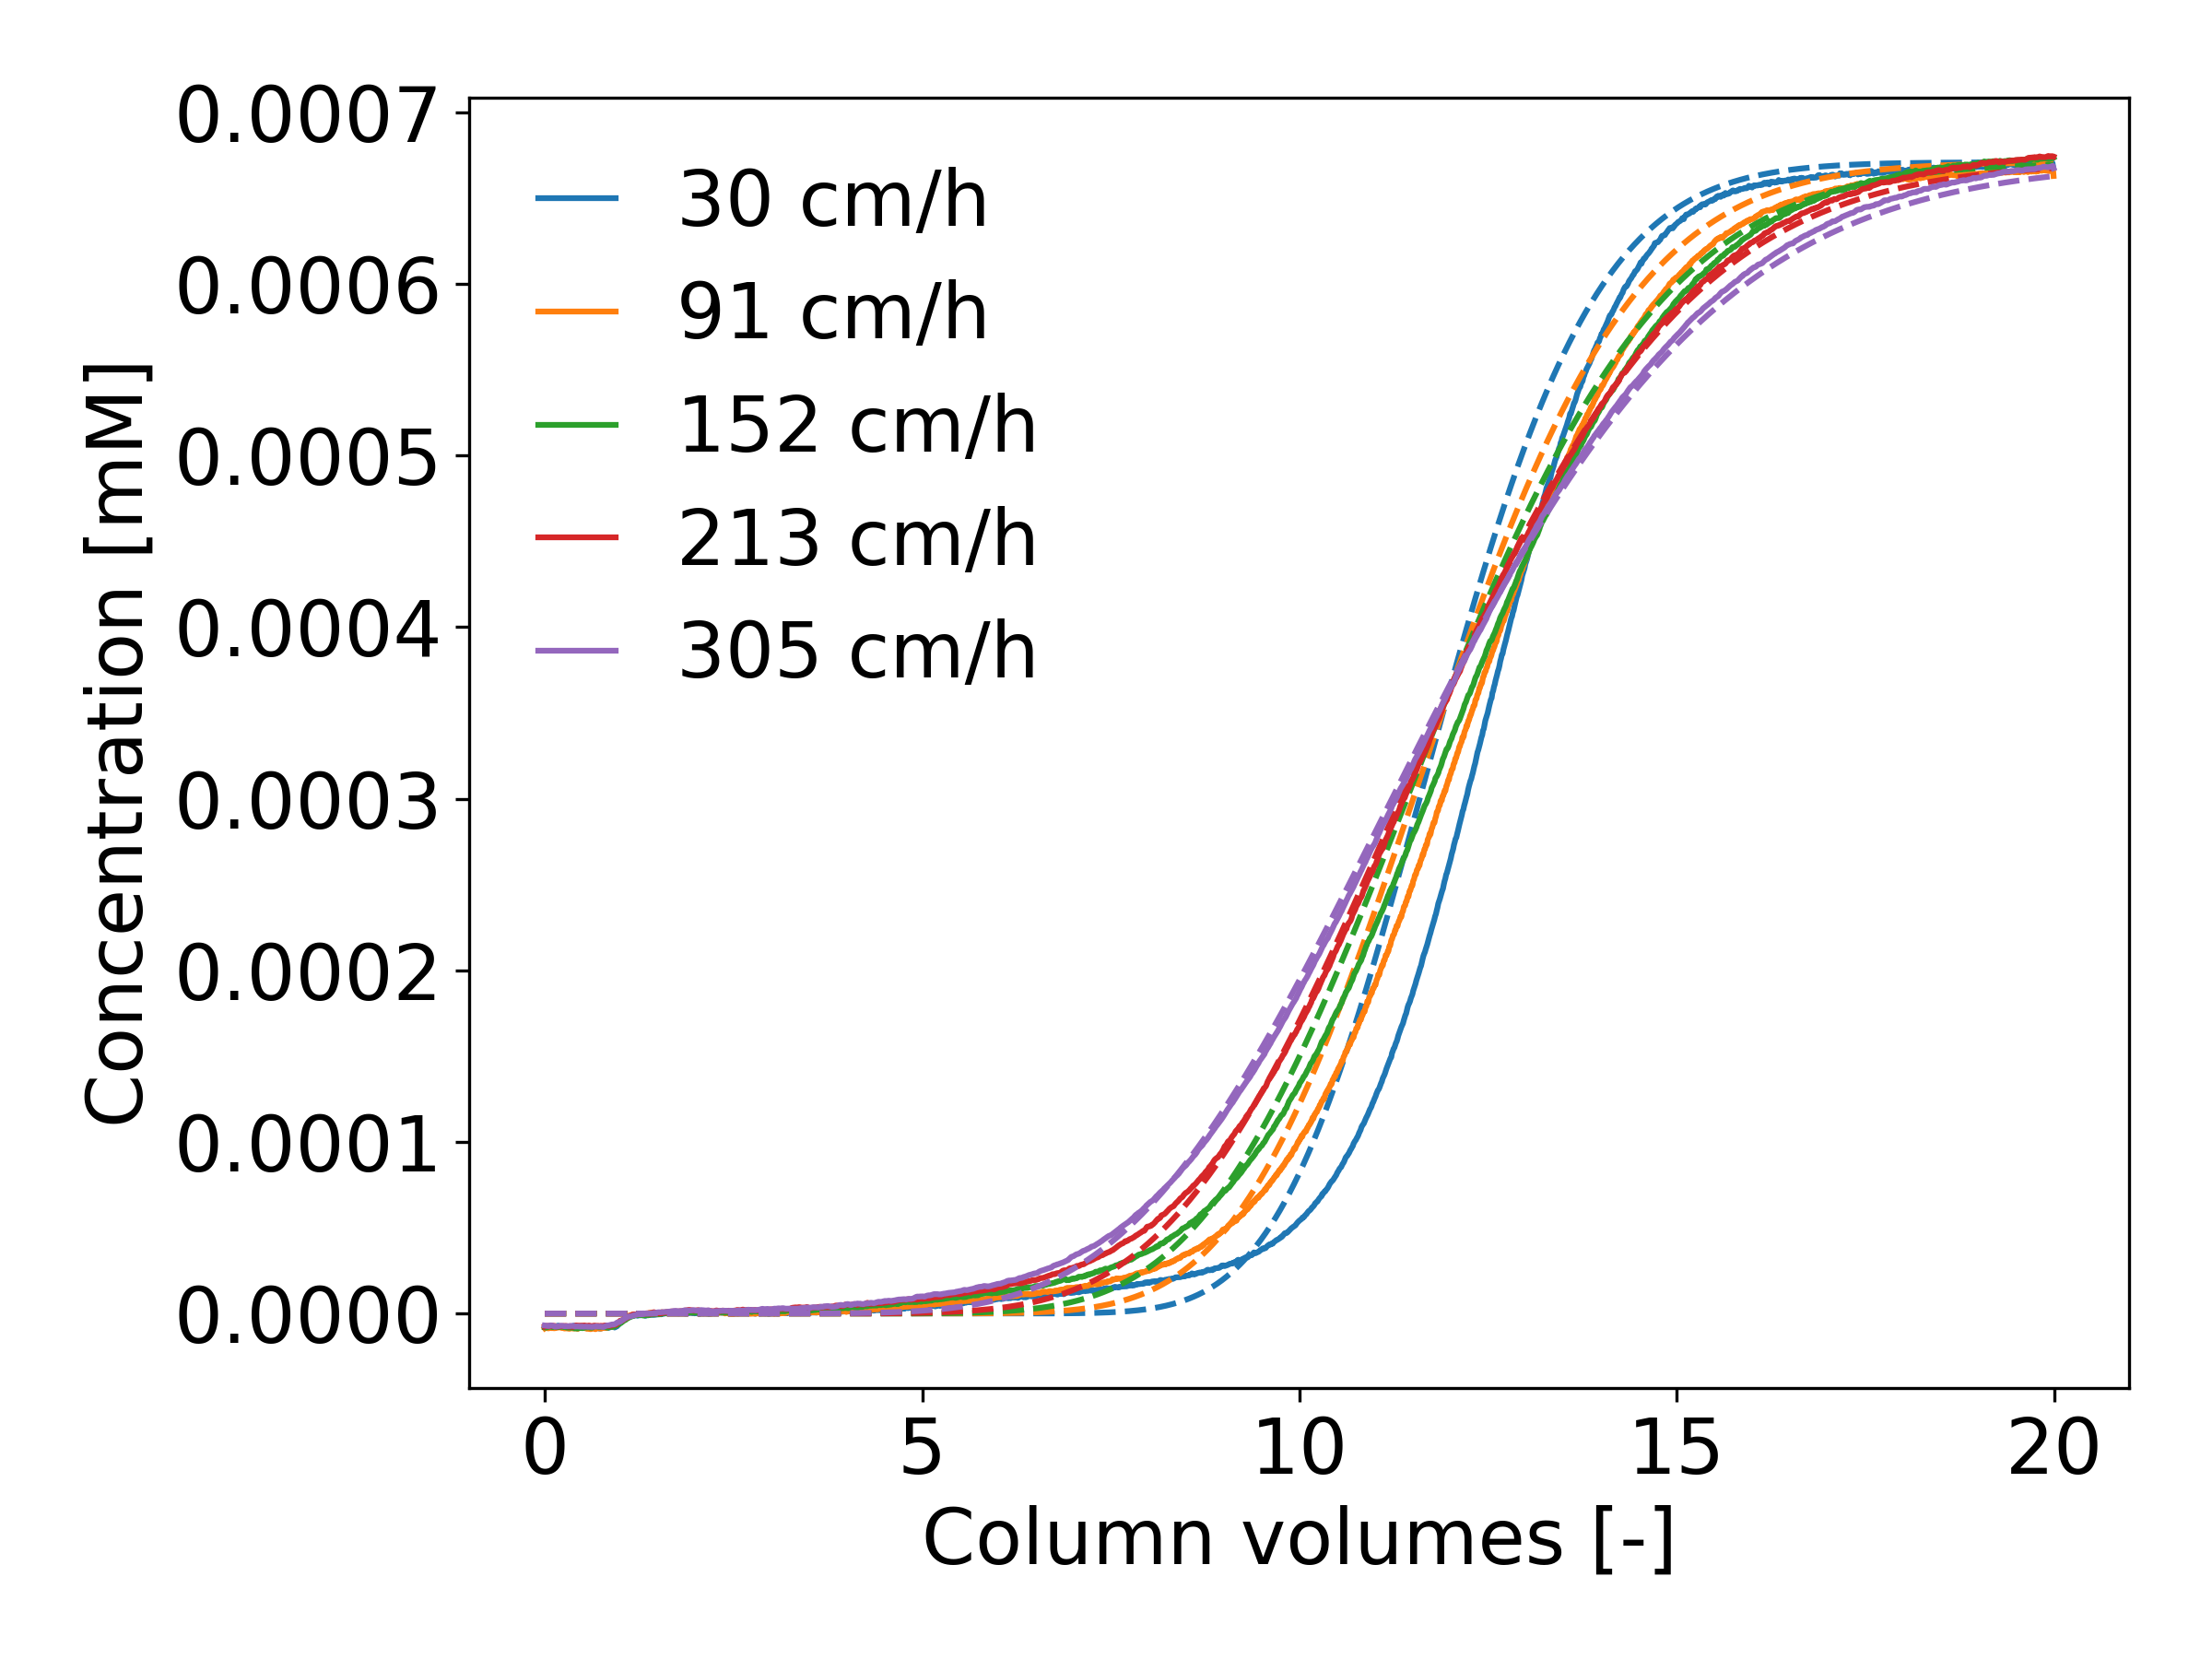 Concentration [mM]
0.0007
0.0006
0.0005
0.0004
0.0003
0.0002
0.0001
0.0000
30 cm/h
91 cm/h
152 cm/h
213 cm/h
305 cm/h
0 5 10 15 20
Column volumes [-]